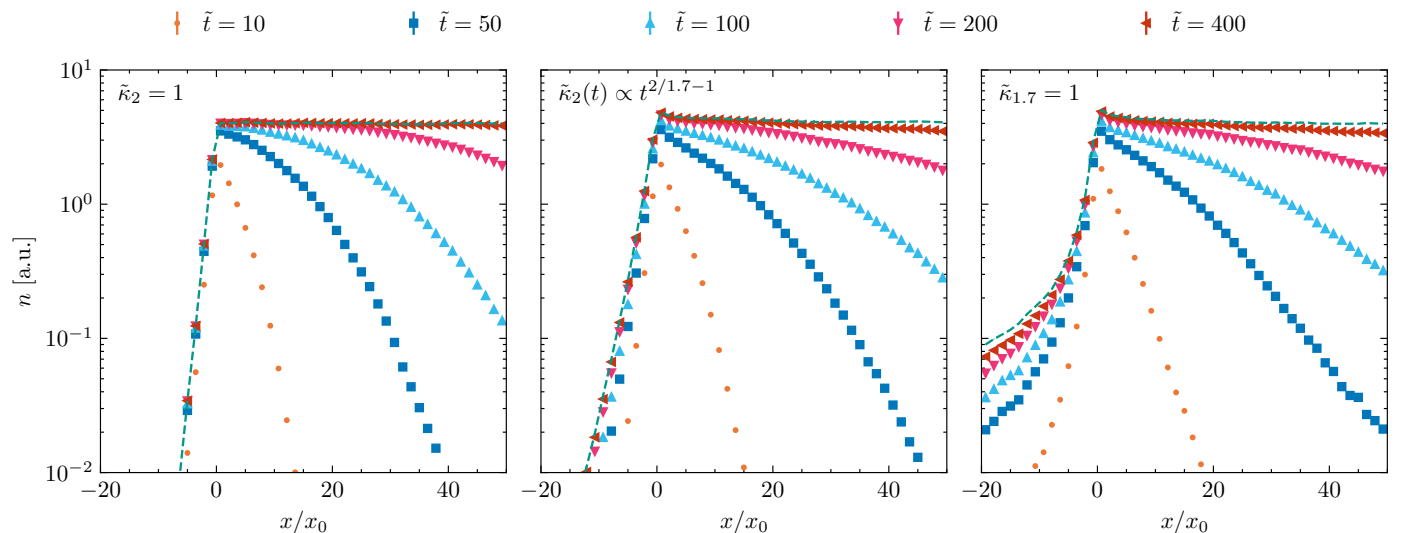 t̃ = 10 t̃ = 50 t̃ = 100 t̃ = 200 t̃ = 400
κ̃₂ = 1 κ̃₂(t) ∝ t^{2/1.7−1} κ̃₁.₇ = 1
n [a.u.]
10¹
10⁰
10⁻¹
10⁻²
−20 0 20 40 −20 0 20 40 −20 0 20 40
x/x₀ x/x₀ x/x₀